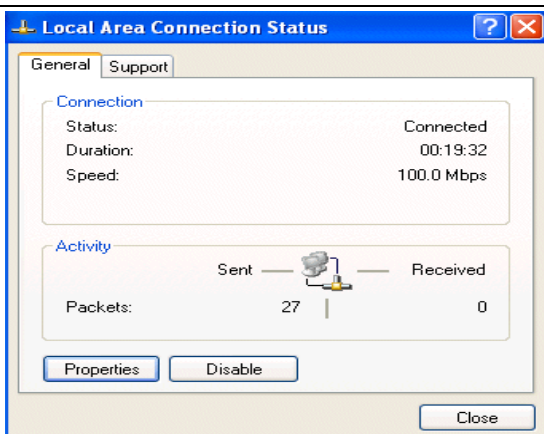 Local Area Connection Status
General Support
Connection
Status: Connected
Duration: 00:19:32
Speed: 100.0 Mbps
Activity
Sent Received
Packets: 27 0
Properties Disable
Close